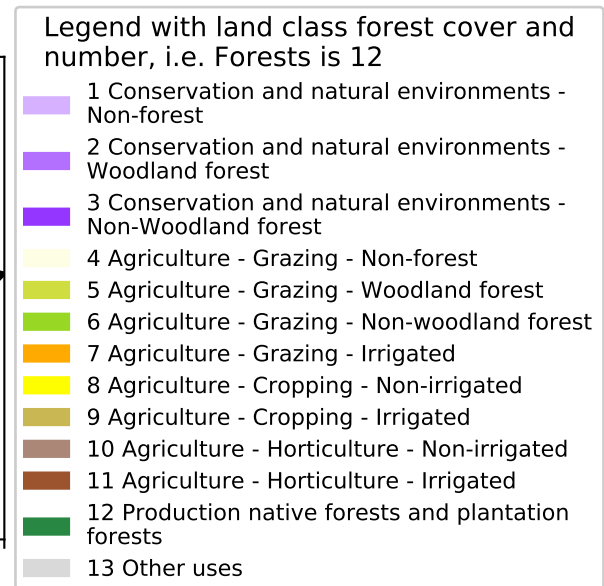 Legend with land class forest cover and
number, i.e. Forests is 12
1 Conservation and natural environments -
Non-forest
2 Conservation and natural environments -
Woodland forest
3 Conservation and natural environments -
Non-Woodland forest
4 Agriculture - Grazing - Non-forest
5 Agriculture - Grazing - Woodland forest
6 Agriculture - Grazing - Non-woodland forest
7 Agriculture - Grazing - Irrigated
8 Agriculture - Cropping - Non-irrigated
9 Agriculture - Cropping - Irrigated
10 Agriculture - Horticulture - Non-irrigated
11 Agriculture - Horticulture - Irrigated
12 Production native forests and plantation
forests
13 Other uses